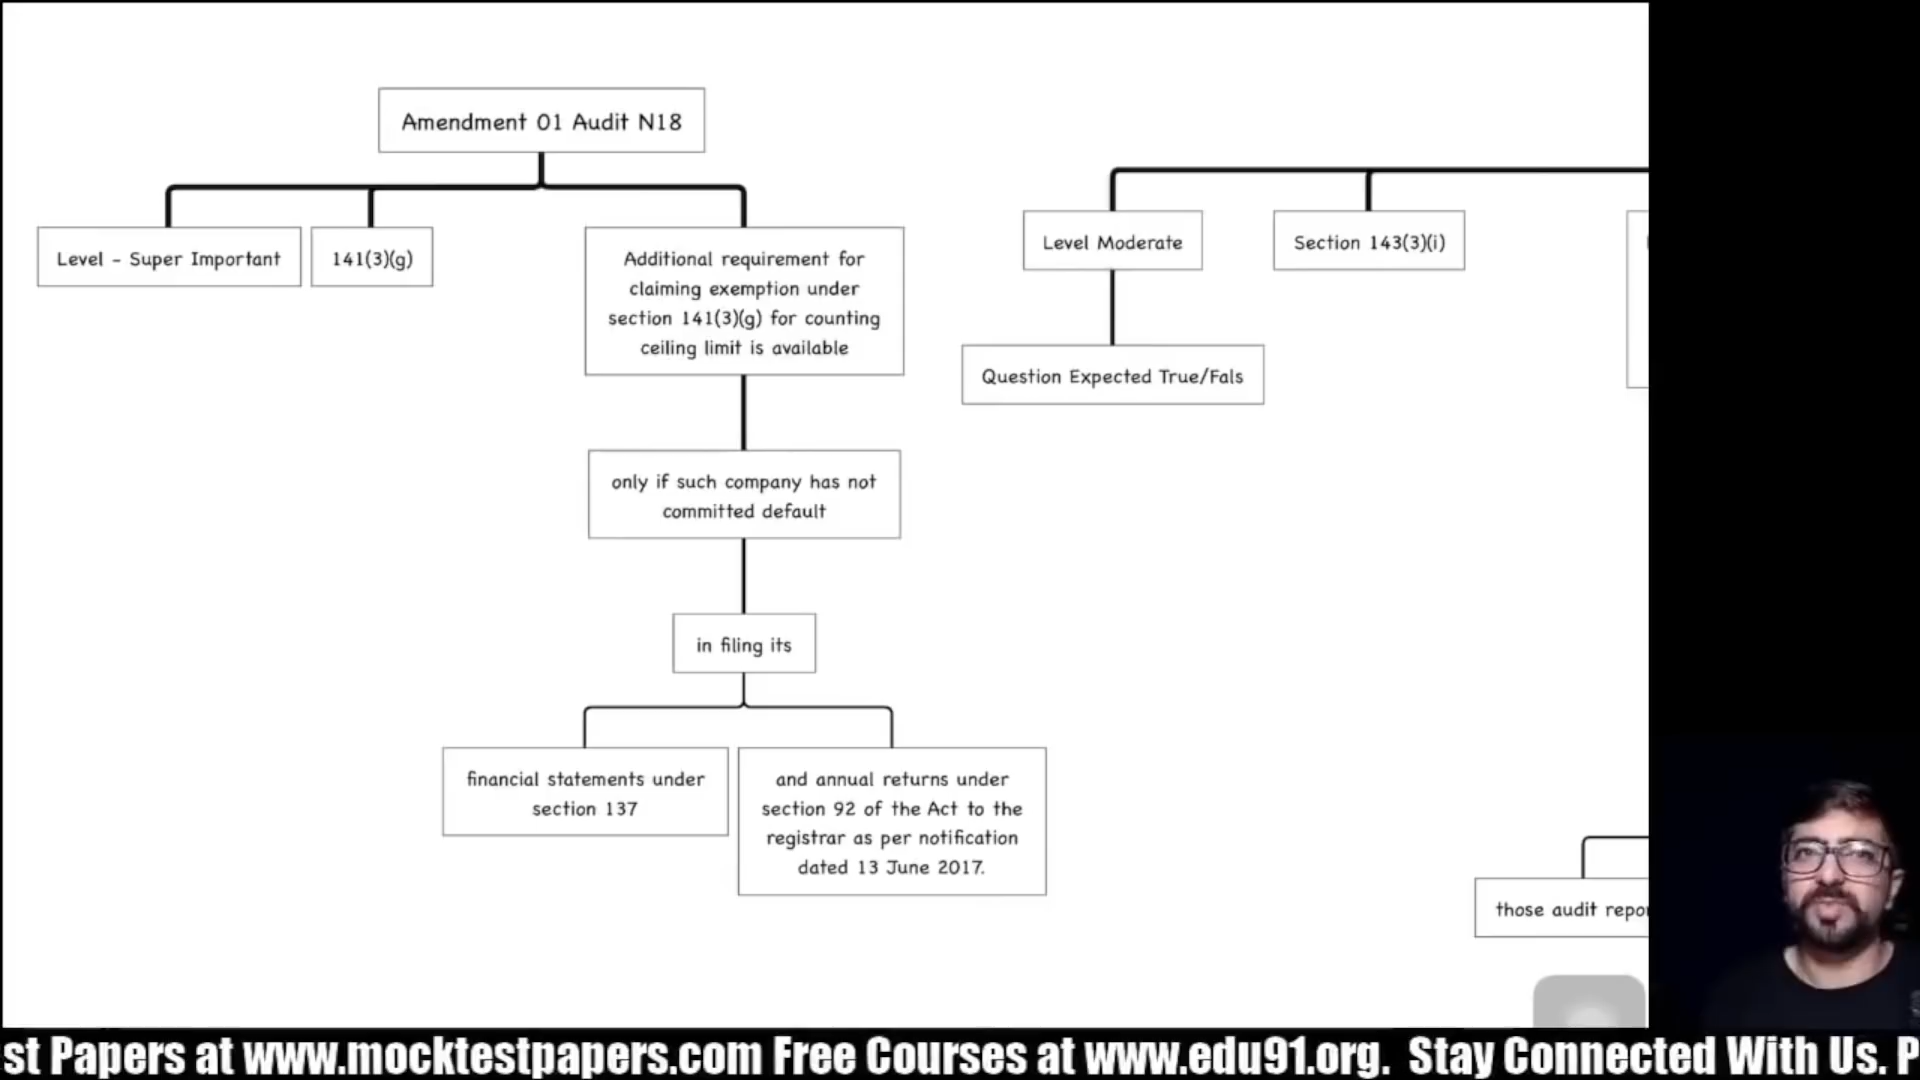 Amendment 01 Audit N18
Level - Super Important
141(3)(g)
Additional requirement for
claiming exemption under
section 141(3)(g) for counting
ceiling limit is available
only if such company has not
committed default
in filing its
financial statements under
section 137
and annual returns under
section 92 of the Act to the
registrar as per notification
dated 13 June 2017.
Level Moderate
Section 143(3)(i)
Question Expected True/Fals
those audit repo
st Papers at www.mocktestpapers.com Free Courses at www.edu91.org. Stay Connected With Us. P